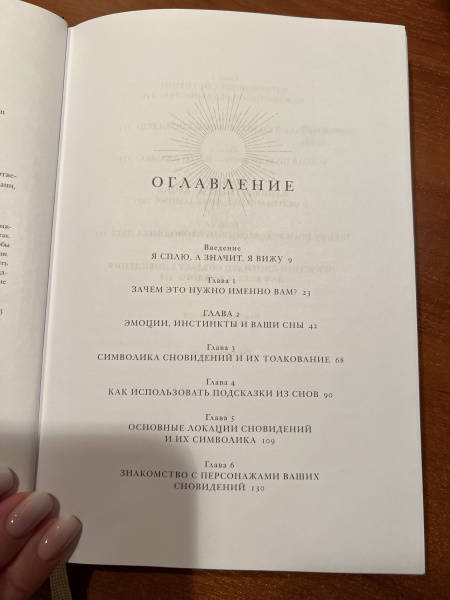 ОГЛАВЛЕНИЕ
Введение
Я СПЛЮ, А ЗНАЧИТ, Я ВИЖУ 9
Глава 1
ЗАЧЕМ ЭТО НУЖНО ИМЕННО ВАМ? 23
ГЛАВА 2
ЭМОЦИИ, ИНСТИНКТЫ И ВАШИ СНЫ 42
Глава 3
СИМВОЛИКА СНОВИДЕНИЙ И ИХ ТОЛКОВАНИЕ 68
Глава 4
КАК ИСПОЛЬЗОВАТЬ ПОДСКАЗКИ ИЗ СНОВ 90
Глава 5
ОСНОВНЫЕ ЛОКАЦИИ СНОВИДЕНИЙ
И ИХ СИМВОЛИКА 109
Глава 6
ЗНАКОМСТВО С ПЕРСОНАЖАМИ ВАШИХ
СНОВИДЕНИЙ 130